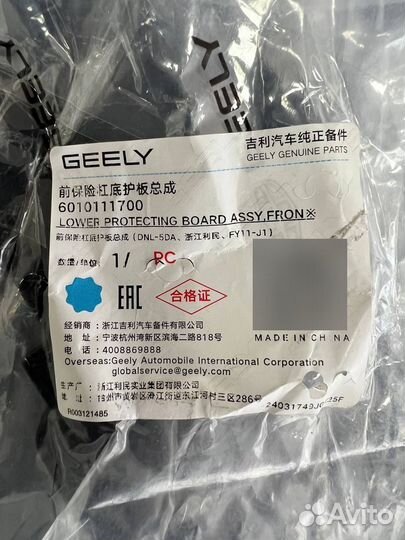 GEELY
吉利汽车纯正备件
GEELY GENUINE PARTS
前保险杠底护板总成
6010111700
LOWER PROTECTING BOARD ASSY,FRON※
前保险杠底护板总成(DNL-5DA、浙江利民、FY11-J1)
数量/单位: 1/ PC
EAC
合格证
MADE IN CHINA
经销商:浙江吉利汽车备件有限公司
地 址:宁波杭州湾新区滨海二路818号
电 话:4008869888
Overseas:Geely Automobile International Corporation
globalservice@geely.com
生产厂:浙江利民实业集团有限公司
址:台州市黄岩区澄江街道东江河村三区286号
R003121485
Avito